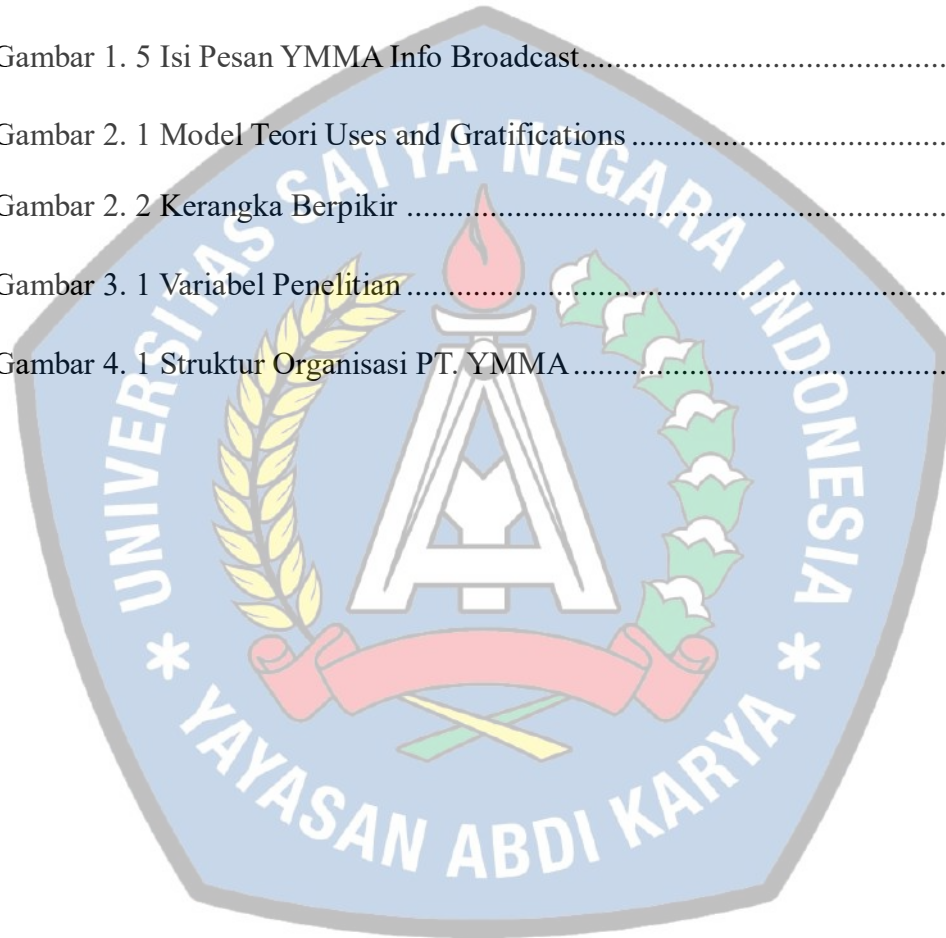 Gambar 1. 5 Isi Pesan YMMA Info Broadcast.............................................
Gambar 2. 1 Model Teori Uses and Gratifications .......................................
Gambar 2. 2 Kerangka Berpikir .................................................................
Gambar 3. 1 Variabel Penelitian .................................................................
Gambar 4. 1 Struktur Organisasi PT. YMMA .............................................
UNIVERSITAS SATYA NEGARA INDONESIA
* YAYASAN ABDI KARYA *